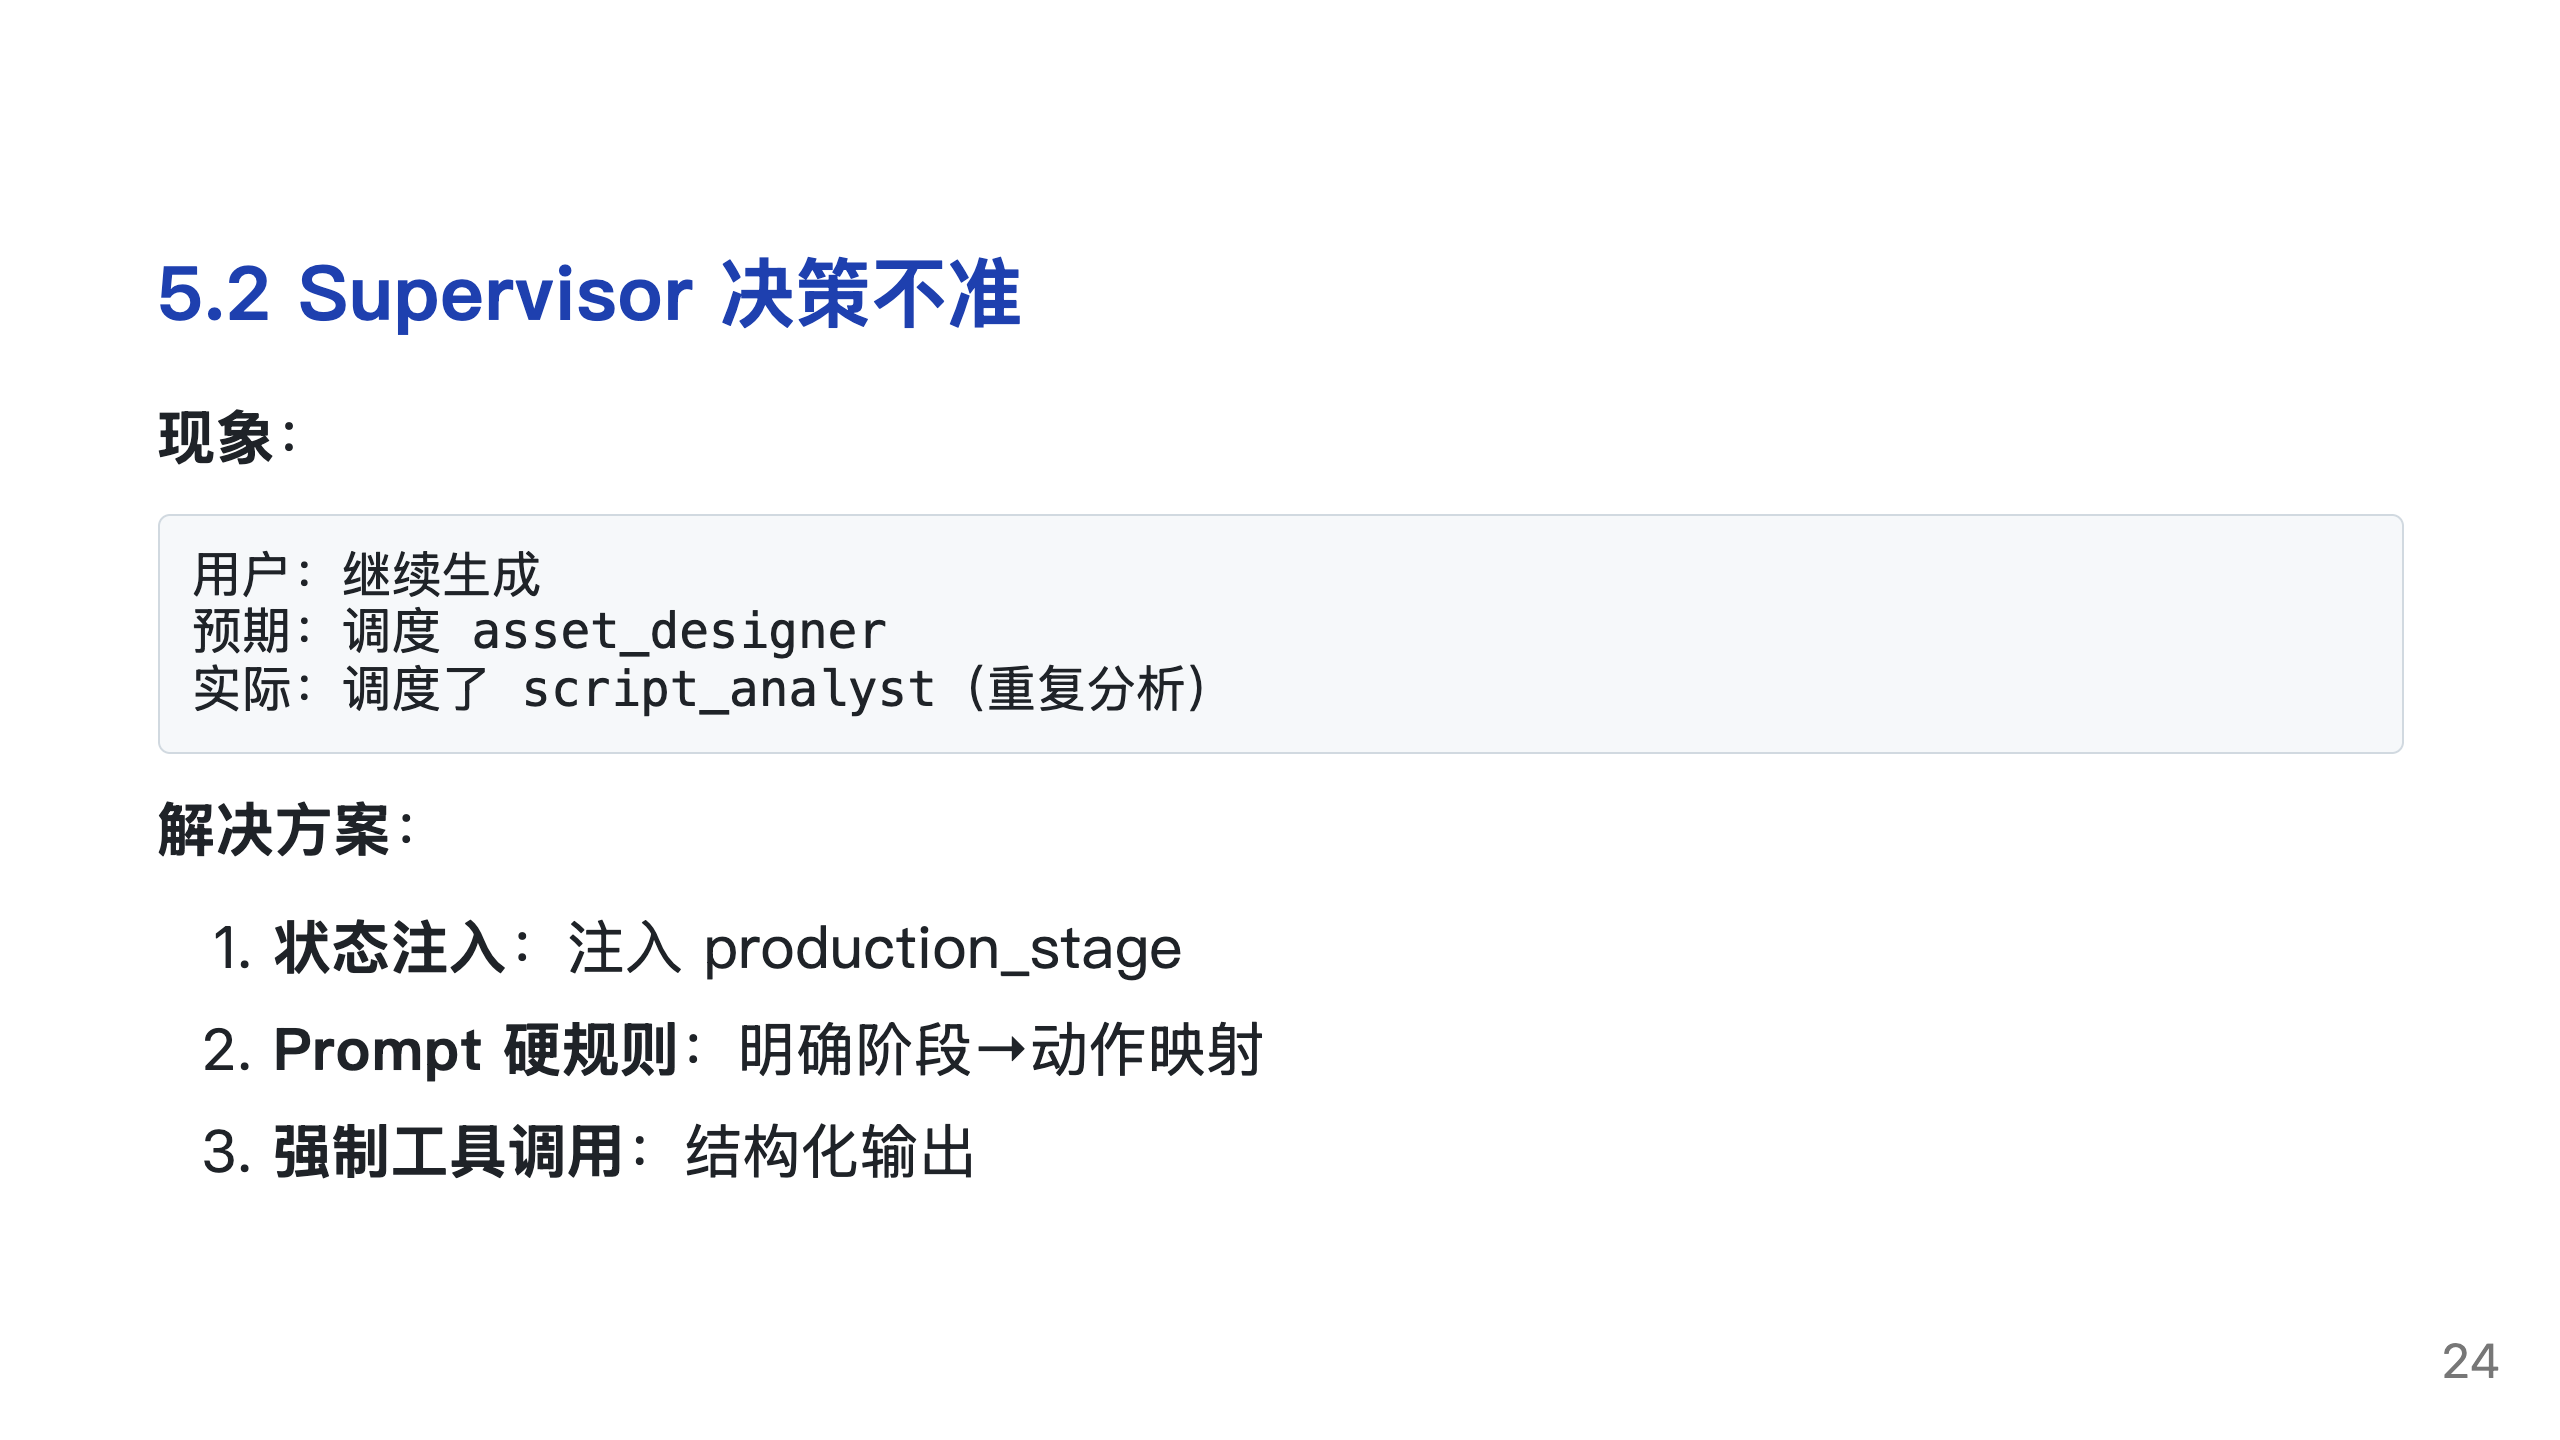 5.2 Supervisor 决策不准
现象：
用户：继续生成
预期：调度 asset_designer
实际：调度了 script_analyst（重复分析）
解决方案：
1. 状态注入：注入 production_stage
2. Prompt 硬规则：明确阶段→动作映射
3. 强制工具调用：结构化输出
24